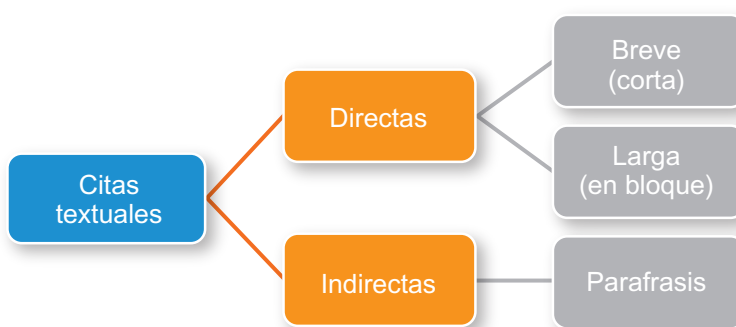 Citas
textuales
Directas
Breve
(corta)
Larga
(en bloque)
Indirectas
Parafrasis